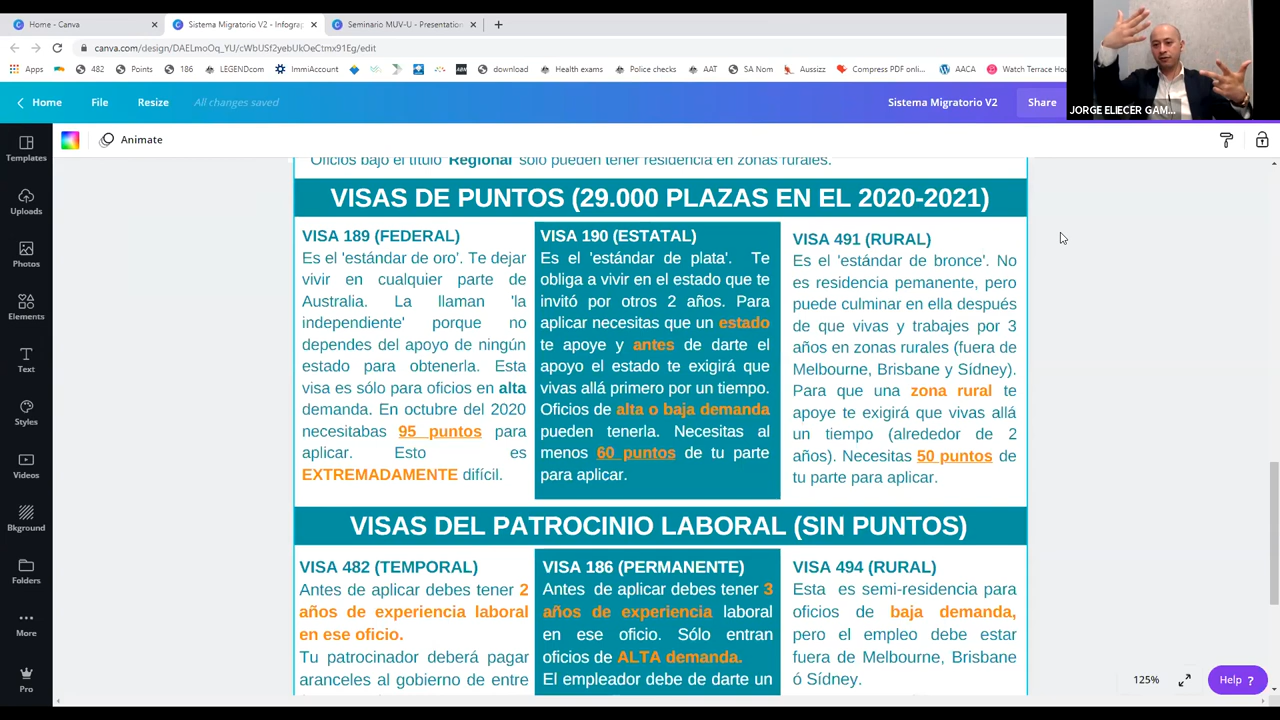 Home - Canva
Sistema Migratorio V2 - Infograp
Seminario MUV-U - Presentation
canva.com/design/DAELmoOq_YU/cWbUSf2yebUkOeCtmx91Eg/edit
Apps
482
Points
186
LEGENDcom
ImmiAccount
download
Health exams
Police checks
AAT
SA Nom
Aussizz
Compress PDF onli...
AACA
Watch Terrace Ho
JORGE ELIECER GAM...
Home
File
Resize
All changes saved
Sistema Migratorio V2
Share
Animate
Templates
Uploads
Photos
Elements
Text
Styles
Videos
Bkground
Folders
More
Pro
Oficios bajo el título Regional sólo pueden tener residencia en zonas rurales.
VISAS DE PUNTOS (29.000 PLAZAS EN EL 2020-2021)
VISA 189 (FEDERAL)
Es el 'estándar de oro'. Te dejar
vivir en cualquier parte de
Australia. La llaman 'la
independiente' porque no
dependes del apoyo de ningún
estado para obtenerla. Esta
visa es sólo para oficios en alta
demanda. En octubre del 2020
necesitabas 95 puntos para
aplicar. Esto es
EXTREMADAMENTE difícil.
VISA 190 (ESTATAL)
Es el 'estándar de plata'. Te
obliga a vivir en el estado que te
invitó por otros 2 años. Para
aplicar necesitas que un estado
te apoye y antes de darte el
apoyo el estado te exigirá que
vivas allá primero por un tiempo.
Oficios de alta o baja demanda
pueden tenerla. Necesitas al
menos 60 puntos de tu parte
para aplicar.
VISA 491 (RURAL)
Es el 'estándar de bronce'. No
es residencia pemanente, pero
puede culminar en ella después
de que vivas y trabajes por 3
años en zonas rurales (fuera de
Melbourne, Brisbane y Sídney).
Para que una zona rural te
apoye te exigirá que vivas allá
un tiempo (alrededor de 2
años). Necesitas 50 puntos de
tu parte para aplicar.
VISAS DEL PATROCINIO LABORAL (SIN PUNTOS)
VISA 482 (TEMPORAL)
Antes de aplicar debes tener 2
años de experiencia laboral
en ese oficio.
Tu patrocinador deberá pagar
aranceles al gobierno de entre
VISA 186 (PERMANENTE)
Antes de aplicar debes tener 3
años de experiencia laboral
en ese oficio. Sólo entran
oficios de ALTA demanda.
El empleador debe de darte un
VISA 494 (RURAL)
Esta es semi-residencia para
oficios de baja demanda,
pero el empleo debe estar
fuera de Melbourne, Brisbane
ó Sídney.
125%
Help ?